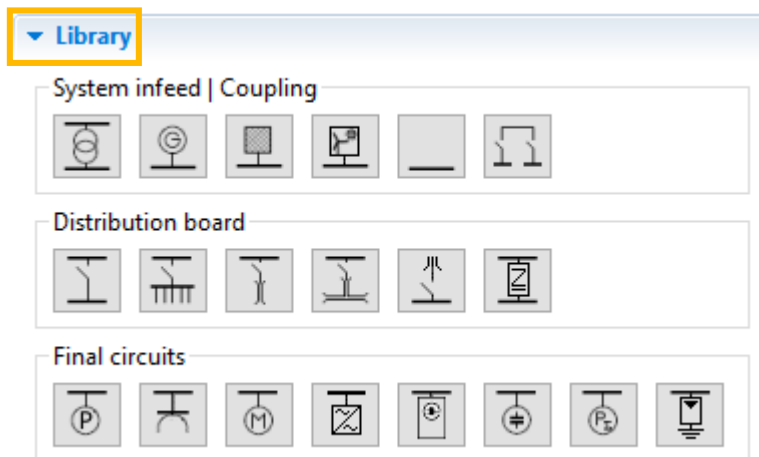 Library
System infeed | Coupling
G
Distribution board
Z
Final circuits
P
M